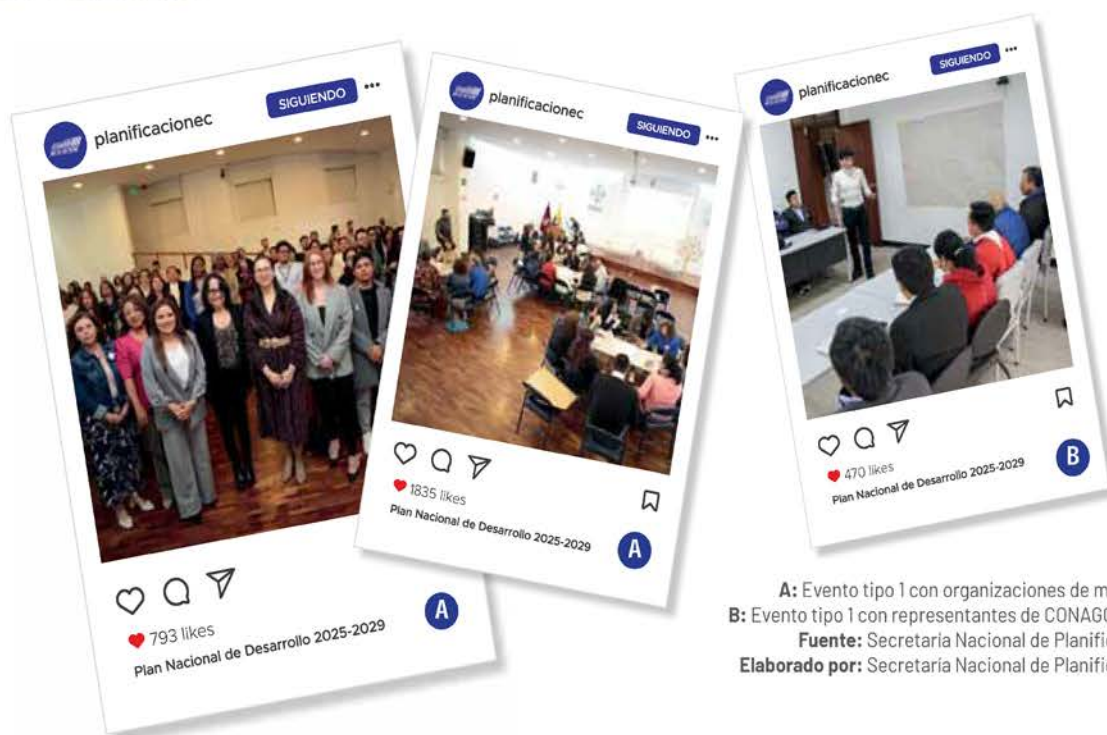 planificacionec
SIGUIENDO
793 likes
Plan Nacional de Desarrollo 2025-2029
A
planificacionec
SIGUIENDO
1835 likes
Plan Nacional de Desarrollo 2025-2029
A
planificacionec
SIGUIENDO
470 likes
Plan Nacional de Desarrollo 2025-2029
B
A: Evento tipo 1 con organizaciones de
B: Evento tipo 1 con representantes de
Fuente: Secretaría Nacional de
Elaborado por: Secretaría Nacional de